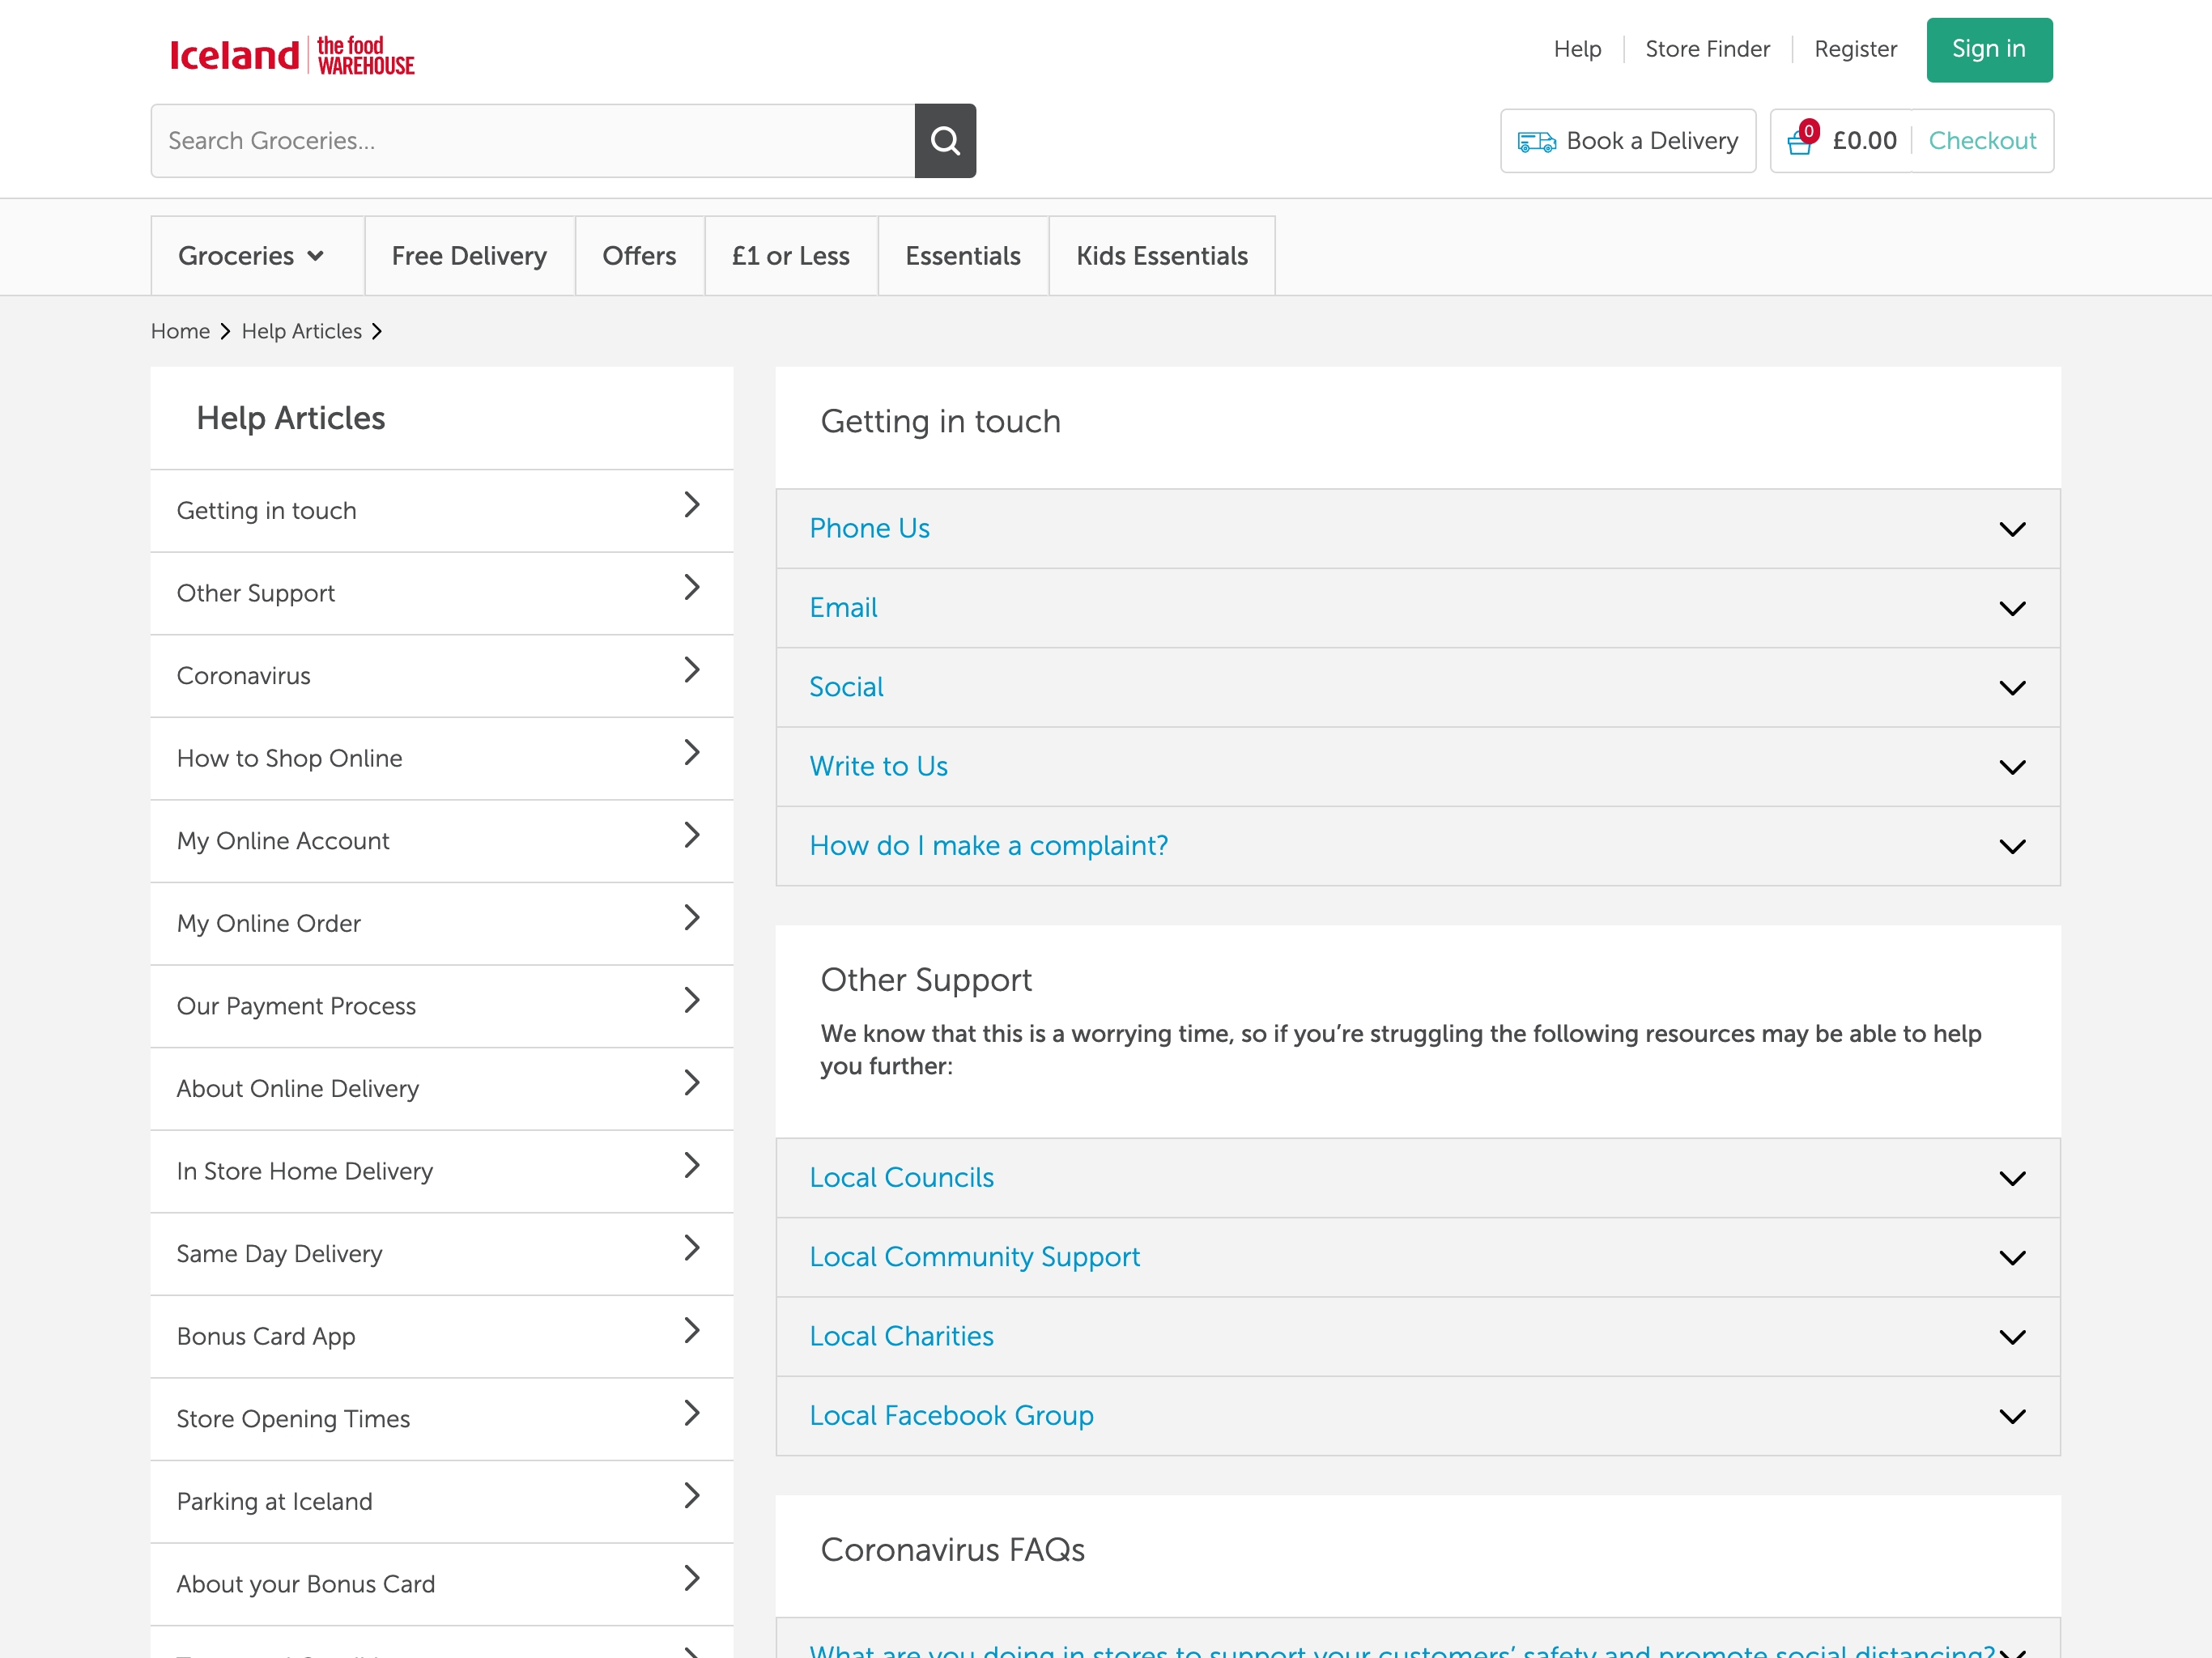 Iceland the food WAREHOUSE
Help
Store Finder
Register
Sign in
Search Groceries...
Book a Delivery
0
£0.00
Checkout
Groceries
Free Delivery
Offers
£1 or Less
Essentials
Kids Essentials
Home
Help Articles
Help Articles
Getting in touch
Other Support
Coronavirus
How to Shop Online
My Online Account
My Online Order
Our Payment Process
About Online Delivery
In Store Home Delivery
Same Day Delivery
Bonus Card App
Store Opening Times
Parking at Iceland
About your Bonus Card
Getting in touch
Phone Us
Email
Social
Write to Us
How do I make a complaint?
Other Support
We know that this is a worrying time, so if you’re struggling the following resources may be able to help
you further:
Local Councils
Local Community Support
Local Charities
Local Facebook Group
Coronavirus FAQs
What are you doing in stores to support your customers’ safety and promote social distancing?